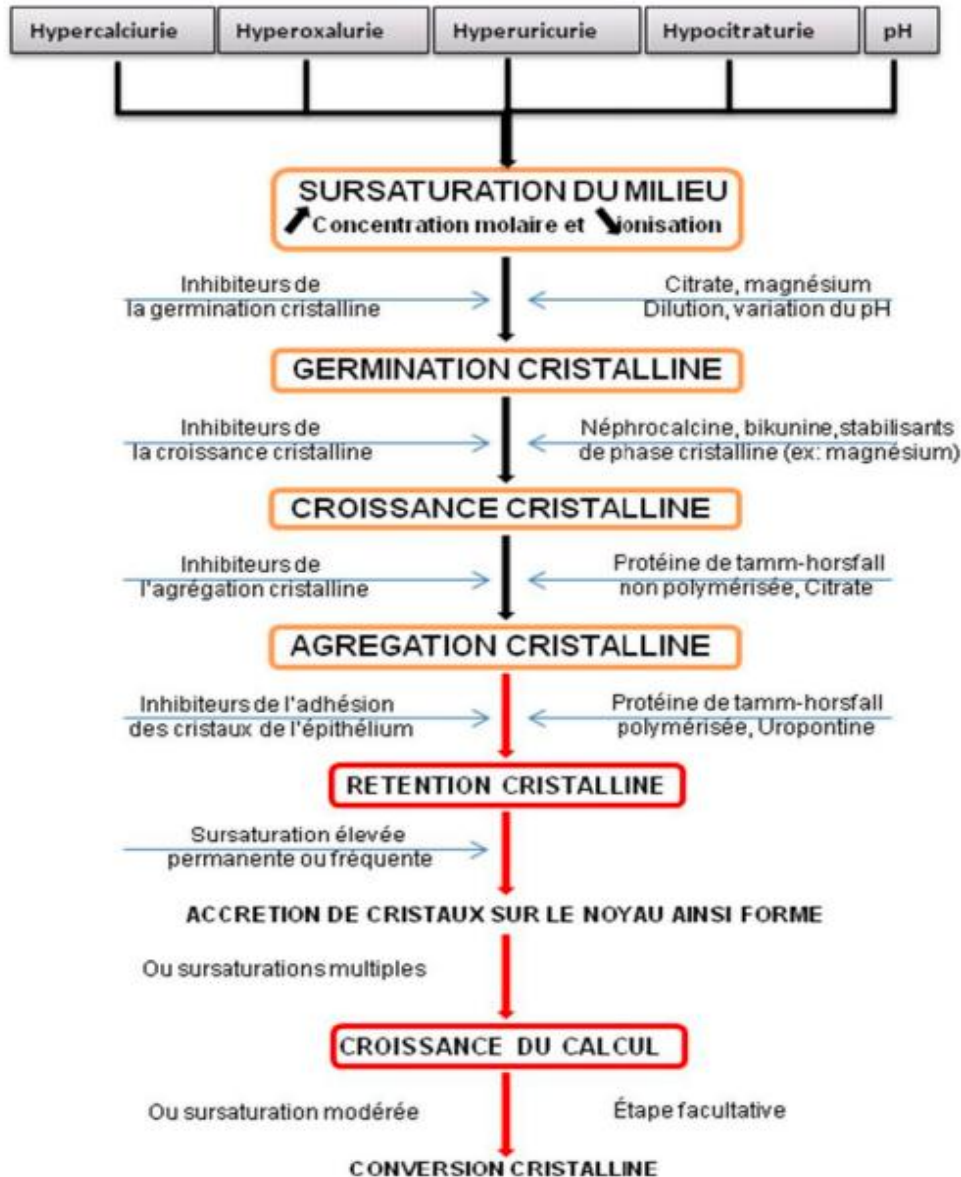 Hypercalciurie Hyperoxalurie Hyperuricurie Hypocitraturie pH
SURSATURATION DU MILIEU
Concentration molaire et ionisation
Inhibiteurs de
la germination cristalline
Citrate, magnésium
Dilution, variation du pH
GERMINATION CRISTALLINE
Inhibiteurs de
la croissance cristalline
Néphrocalcine, bikunine,stabilisants
de phase cristalline (ex: magnésium)
CROISSANCE CRISTALLINE
Inhibiteurs de
l'agrégation cristalline
Protéine de tamm-horsfall
non polymérisée, Citrate
AGREGATION CRISTALLINE
Inhibiteurs de l'adhésion
des cristaux de l'épithélium
Protéine de tamm-horsfall
polymérisée, Uropontine
RETENTION CRISTALLINE
Sursaturation élevée
permanente ou fréquente
ACCRETION DE CRISTAUX SUR LE NOYAU AINSI FORME
Ou sursaturations multiples
CROISSANCE DU CALCUL
Ou sursaturation modérée
Étape facultative
CONVERSION CRISTALLINE